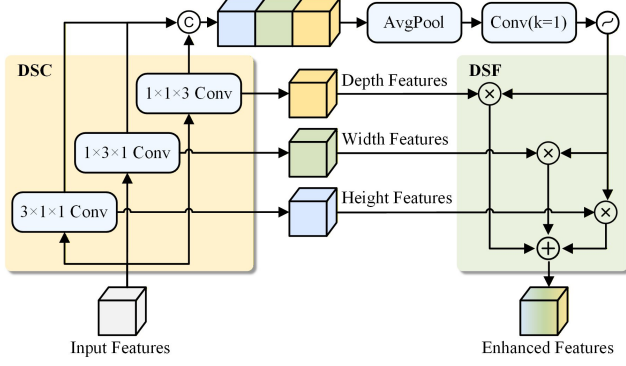 C
AvgPool
Conv(k=1)
DSC
DSF
1×1×3 Conv
Depth Features
1×3×1 Conv
Width Features
3×1×1 Conv
Height Features
Input Features
Enhanced Features